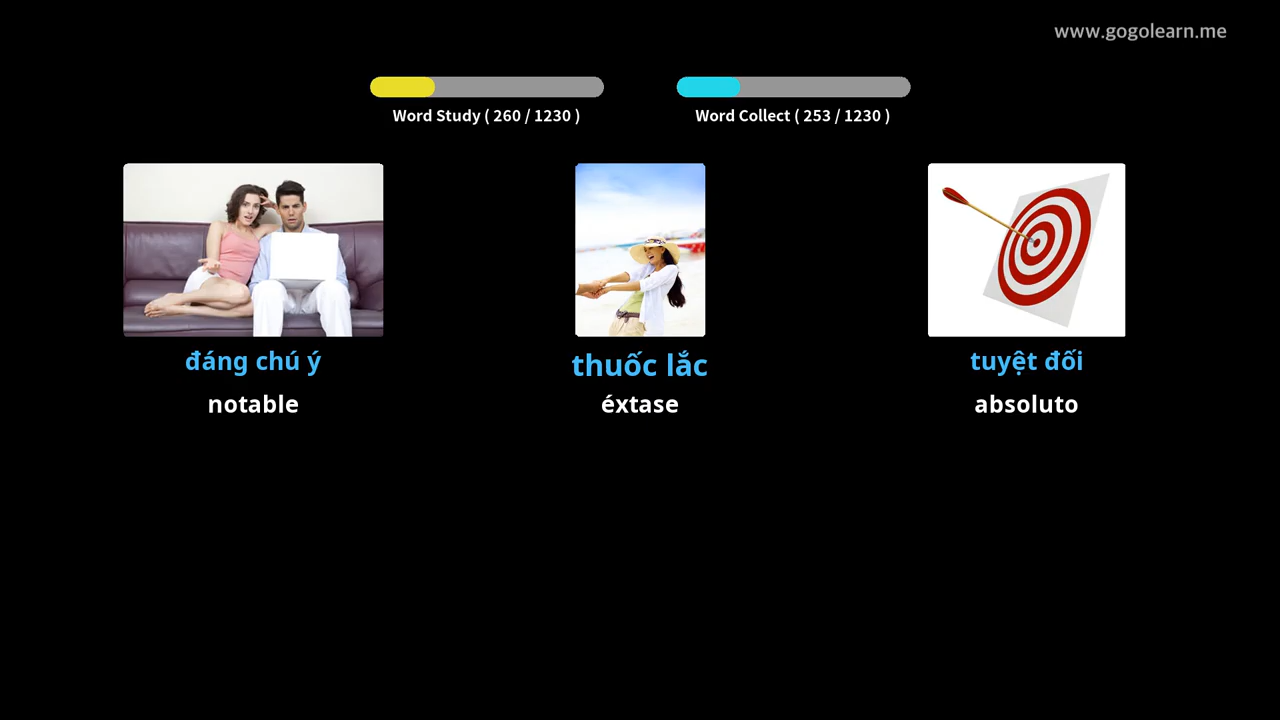 www.gogolearn.me
Word Study ( 260 / 1230 )
Word Collect ( 253 / 1230 )
đáng chú ý
thuốc lắc
tuyệt đối
notable
éxtase
absoluto